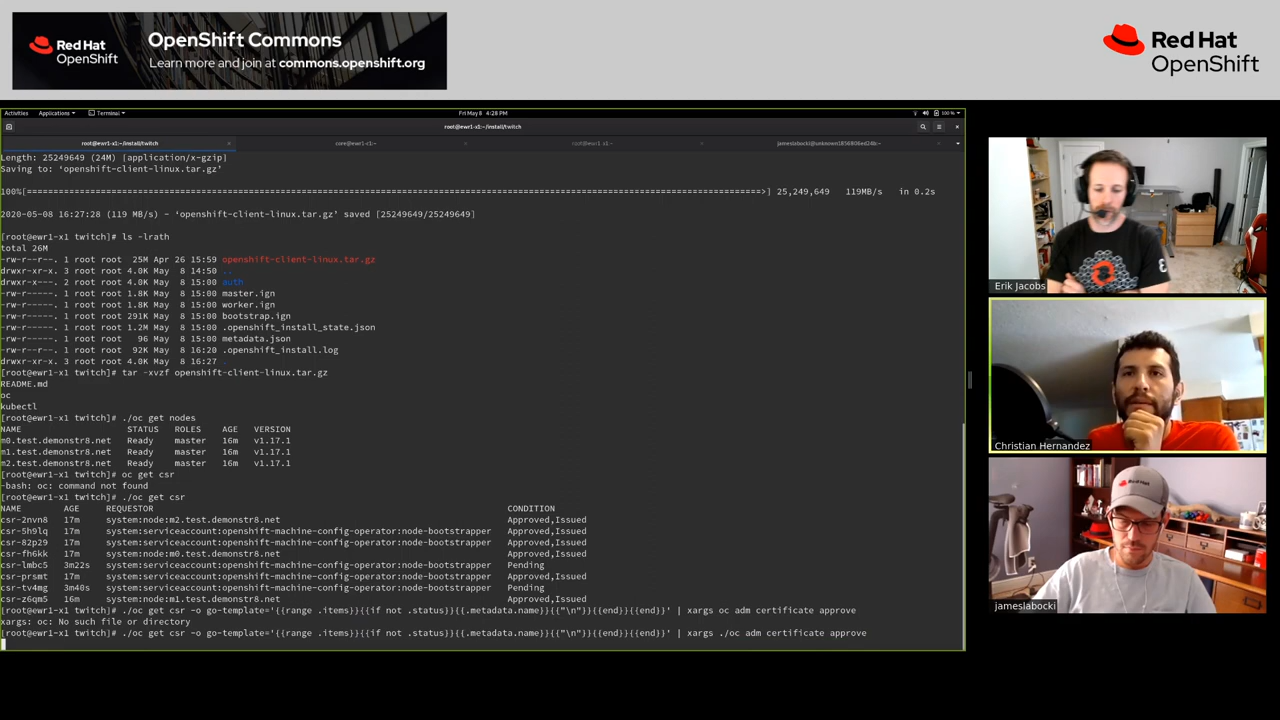 Red Hat
OpenShift
OpenShift Commons
Learn more and join at commons.openshift.org
Red Hat
OpenShift
Activities Applications Terminal Fri May 8 4:28 PM 100 %
root@ewr1-x1:~/install/twitch
root@ewr1-x1:~/install/twitch core@ewr1-x1:~ root@ewr1-x1:~
Length: 25249649 (24M) [application/x-gzip]
Saving to: ‘openshift-client-linux.tar.gz’
100%[=====================================================================================================================================================>] 25,249,649 119MB/s in 0.2s
2020-05-08 16:27:28 (119 MB/s) - ‘openshift-client-linux.tar.gz’ saved [25249649/25249649]
[root@ewr1-x1 twitch]# ls -lrath
total 26M
-rw-r--r--. 1 root root 25M Apr 26 15:59 openshift-client-linux.tar.gz
drwxr-xr-x. 3 root root 4.0K May 8 14:50 ..
drwxr-x---. 2 root root 4.0K May 8 15:00 auth
-rw-r-----. 1 root root 1.8K May 8 15:00 master.ign
-rw-r-----. 1 root root 1.8K May 8 15:00 worker.ign
-rw-r-----. 1 root root 291K May 8 15:00 bootstrap.ign
-rw-r-----. 1 root root 1.2M May 8 15:00 .openshift_install_state.json
-rw-r-----. 1 root root 96 May 8 15:00 metadata.json
-rw-r--r--. 1 root root 92K May 8 16:20 .openshift_install.log
drwxr-xr-x. 3 root root 4.0K May 8 16:27 .
[root@ewr1-x1 twitch]# tar -xvzf openshift-client-linux.tar.gz
README.md
oc
kubectl
[root@ewr1-x1 twitch]# ./oc get nodes
NAME STATUS ROLES AGE VERSION
m0.test.demonstr8.net Ready master 16m v1.17.1
m1.test.demonstr8.net Ready master 16m v1.17.1
m2.test.demonstr8.net Ready master 16m v1.17.1
[root@ewr1-x1 twitch]# oc get csr
-bash: oc: command not found
[root@ewr1-x1 twitch]# ./oc get csr
NAME AGE REQUESTOR CONDITION
csr-2nvn8 17m system:node:m2.test.demonstr8.net Approved,Issued
csr-5h9lq 17m system:serviceaccount:openshift-machine-config-operator:node-bootstrapper Approved,Issued
csr-82p29 17m system:serviceaccount:openshift-machine-config-operator:node-bootstrapper Approved,Issued
csr-fh6kk 17m system:node:m0.test.demonstr8.net Approved,Issued
csr-lmbc5 3m22s system:serviceaccount:openshift-machine-config-operator:node-bootstrapper Pending
csr-prsmt 17m system:serviceaccount:openshift-machine-config-operator:node-bootstrapper Approved,Issued
csr-tv4mg 3m40s system:serviceaccount:openshift-machine-config-operator:node-bootstrapper Pending
csr-z6qm5 16m system:node:m1.test.demonstr8.net Approved,Issued
[root@ewr1-x1 twitch]# ./oc get csr -o go-template='{{range .items}}{{if not .status}}{{.metadata.name}}{{"\n"}}{{end}}{{end}}' | xargs oc adm certificate approve
xargs: oc: No such file or directory
[root@ewr1-x1 twitch]# ./oc get csr -o go-template='{{range .items}}{{if not .status}}{{.metadata.name}}{{"\n"}}{{end}}{{end}}' | xargs ./oc adm certificate approve
Erik Jacobs
Christian Hernandez
Red Hat
jameslabocki